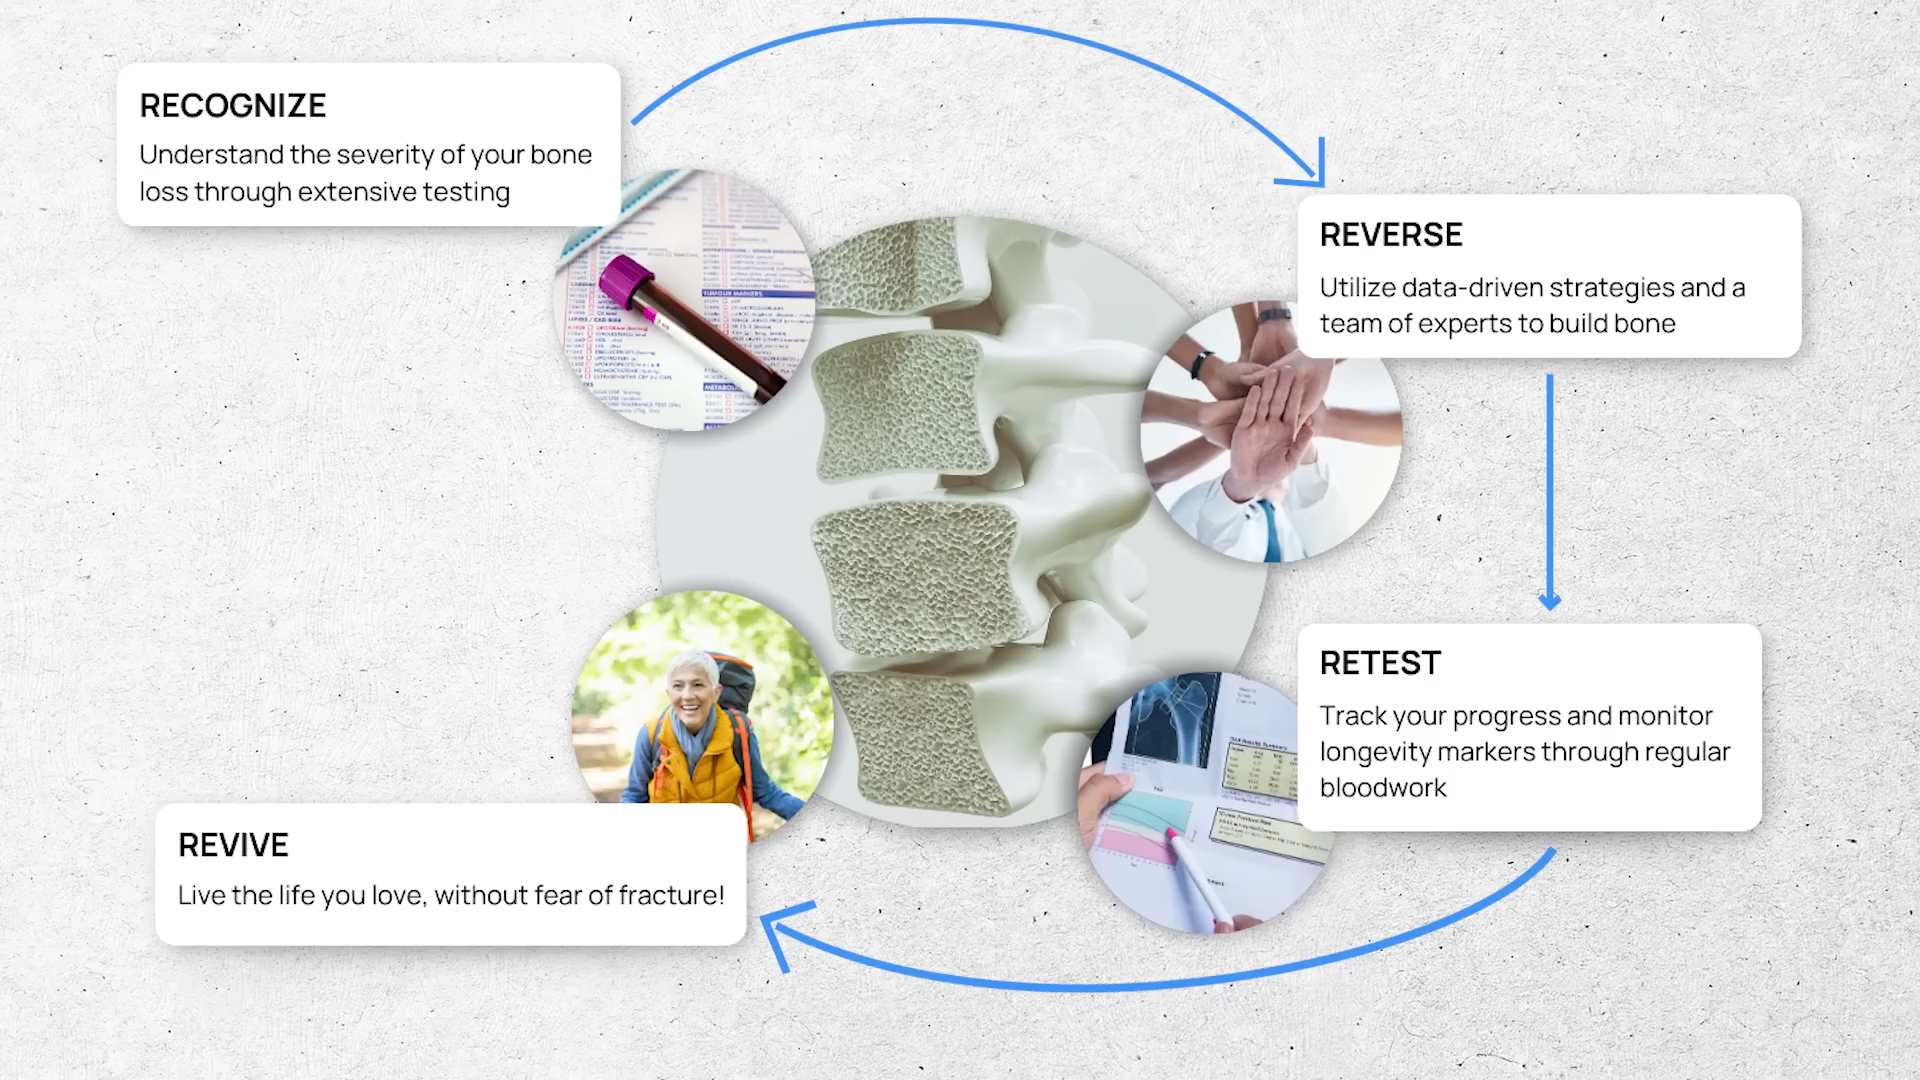 RECOGNIZE
Understand the severity of your bone
loss through extensive testing
REVERSE
Utilize data-driven strategies and a
team of experts to build bone
RETEST
Track your progress and monitor
longevity markers through regular
bloodwork
REVIVE
Live the life you love, without fear of fracture!
TUMOUR MARKERS